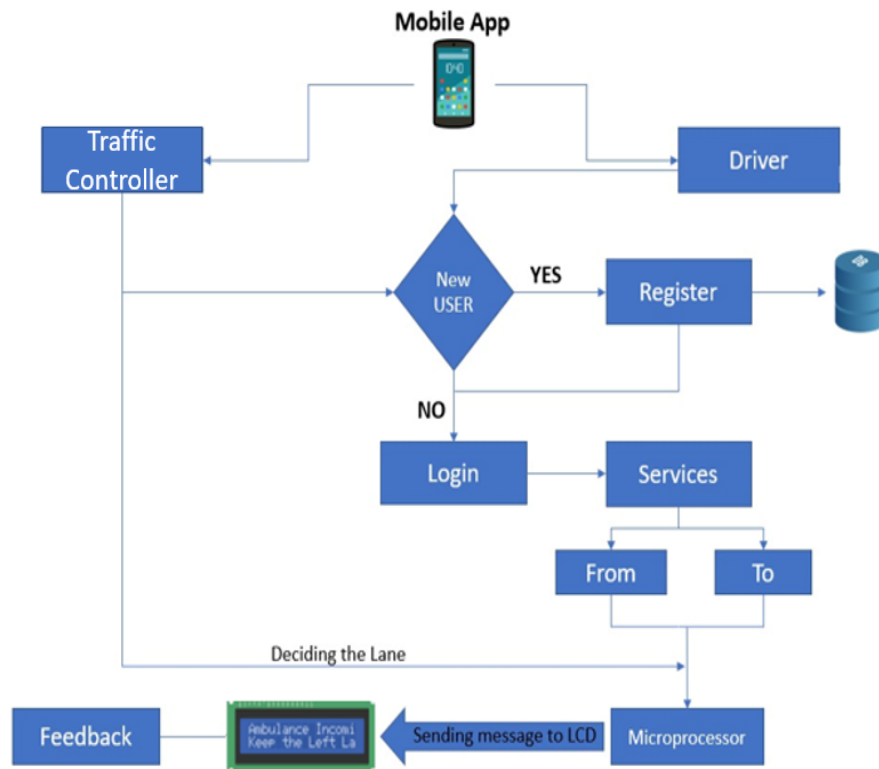 Mobile App
1040
Traffic
Controller
Driver
New
USER
YES
Register
NO
Login
Services
From
To
Deciding the Lane
Feedback
Ambulance Incomi
Keep the Left La
Sending message to LCD
Microprocessor